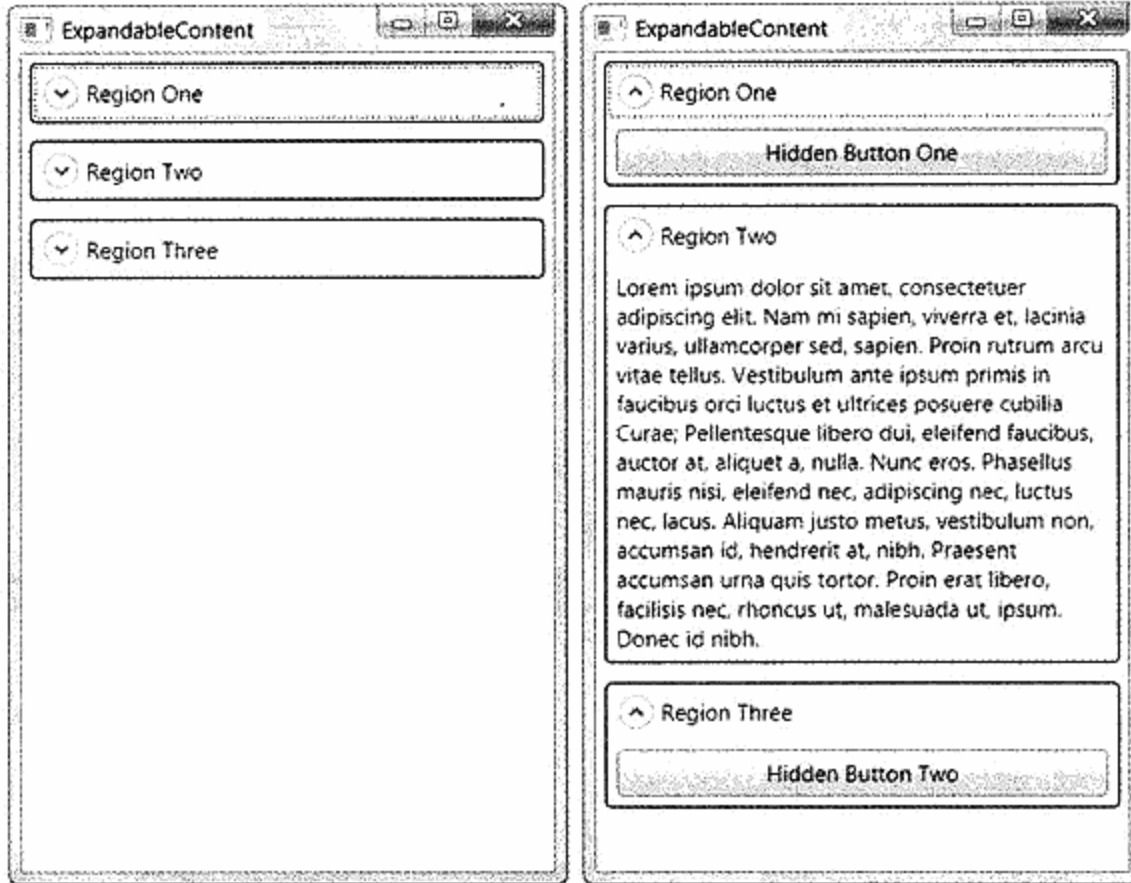 ExpandableContent
Region One
Region Two
Region Three
ExpandableContent
Region One
Hidden Button One
Region Two
Lorem ipsum dolor sit amet, consectetuer
adipiscing elit. Nam mi sapien, viverra et, lacinia
varius, ullamcorper sed, sapien. Proin rutrum arcu
vitae tellus. Vestibulum ante ipsum primis in
faucibus orci luctus et ultrices posuere cubilia
Curae; Pellentesque libero dui, eleifend faucibus,
auctor at, aliquet a, nulla. Nunc eros. Phasellus
mauris nisi, eleifend nec, adipiscing nec, luctus
nec, lacus. Aliquam justo metus, vestibulum non,
accumsan id, hendrerit at, nibh. Praesent
accumsan urna quis tortor. Proin erat libero,
facilisis nec, rhoncus ut, malesuada ut, ipsum.
Donec id nibh.
Region Three
Hidden Button Two